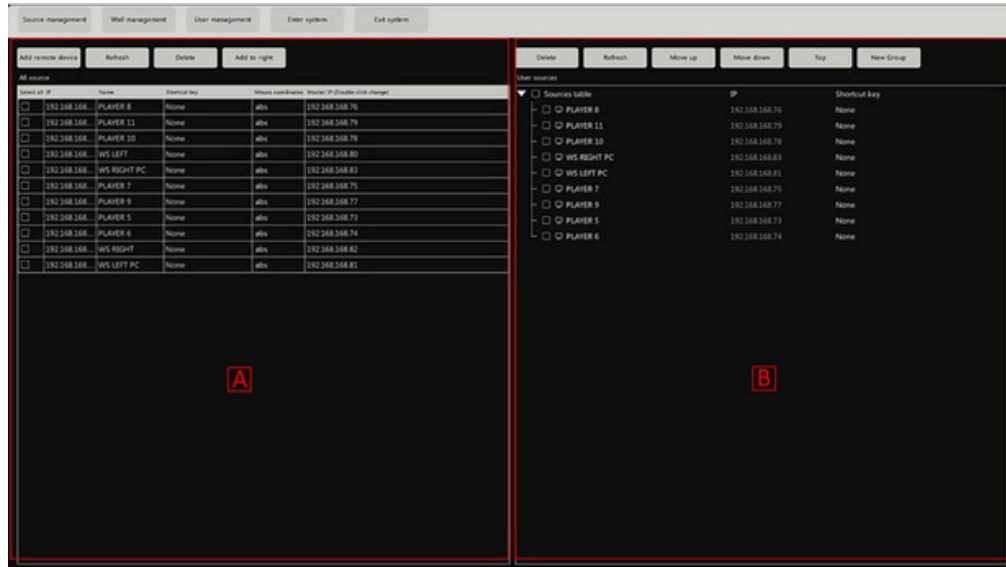 Source management Wall management User management Enter system Exit system
Add remote device Refresh Delete Add to right
All source
Select all IP Name Shortcut key Mouse coordinates Master IP (Double-click change)
192.168.168... PLAYER 8 None abs 192.168.168.76
192.168.168... PLAYER 11 None abs 192.168.168.79
192.168.168... PLAYER 10 None abs 192.168.168.78
192.168.168... WS LEFT None abs 192.168.168.80
192.168.168... WS RIGHT PC None abs 192.168.168.83
192.168.168... PLAYER 7 None abs 192.168.168.75
192.168.168... PLAYER 9 None abs 192.168.168.77
192.168.168... PLAYER 5 None abs 192.168.168.73
192.168.168... PLAYER 6 None abs 192.168.168.74
192.168.168... WS RIGHT None abs 192.168.168.82
192.168.168... WS LEFT PC None abs 192.168.168.81
A
Delete Refresh Move up Move down Top New Group
User sources
Sources table IP Shortcut key
PLAYER 8 192.168.168.76 None
PLAYER 11 192.168.168.79 None
PLAYER 10 192.168.168.78 None
WS RIGHT PC 192.168.168.83 None
WS LEFT PC 192.168.168.81 None
PLAYER 7 192.168.168.75 None
PLAYER 9 192.168.168.77 None
PLAYER 5 192.168.168.73 None
PLAYER 6 192.168.168.74 None
B